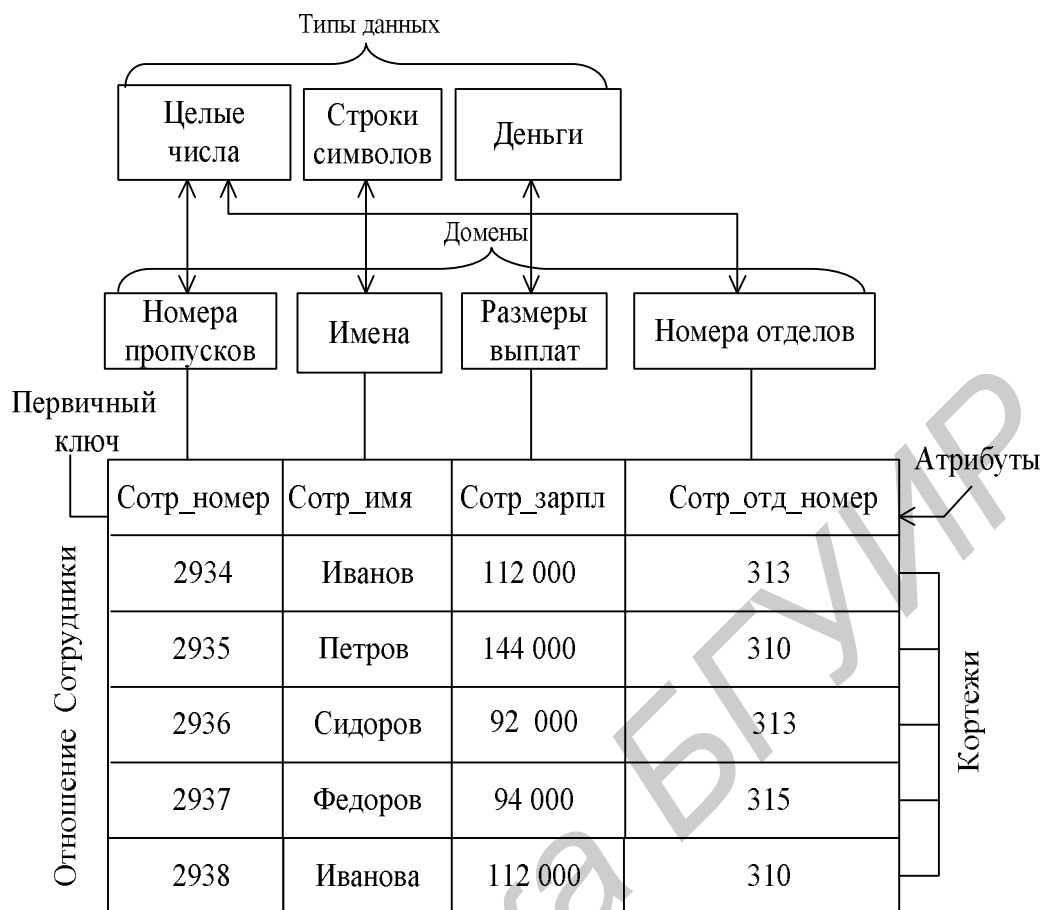 Типы данных
Целые
числа
Строки
символов
Деньги
Домены
Номера
пропусков
Имена
Размеры
выплат
Номера отделов
Первичный
ключ
Атрибуты
Сотр_номер Сотр_имя Сотр_зарпл Сотр_отд_номер
2934 Иванов 112 000 313
2935 Петров 144 000 310
2936 Сидоров 92 000 313
2937 Федоров 94 000 315
2938 Иванова 112 000 310
Отношение Сотрудники
Кортежи
БГУИР